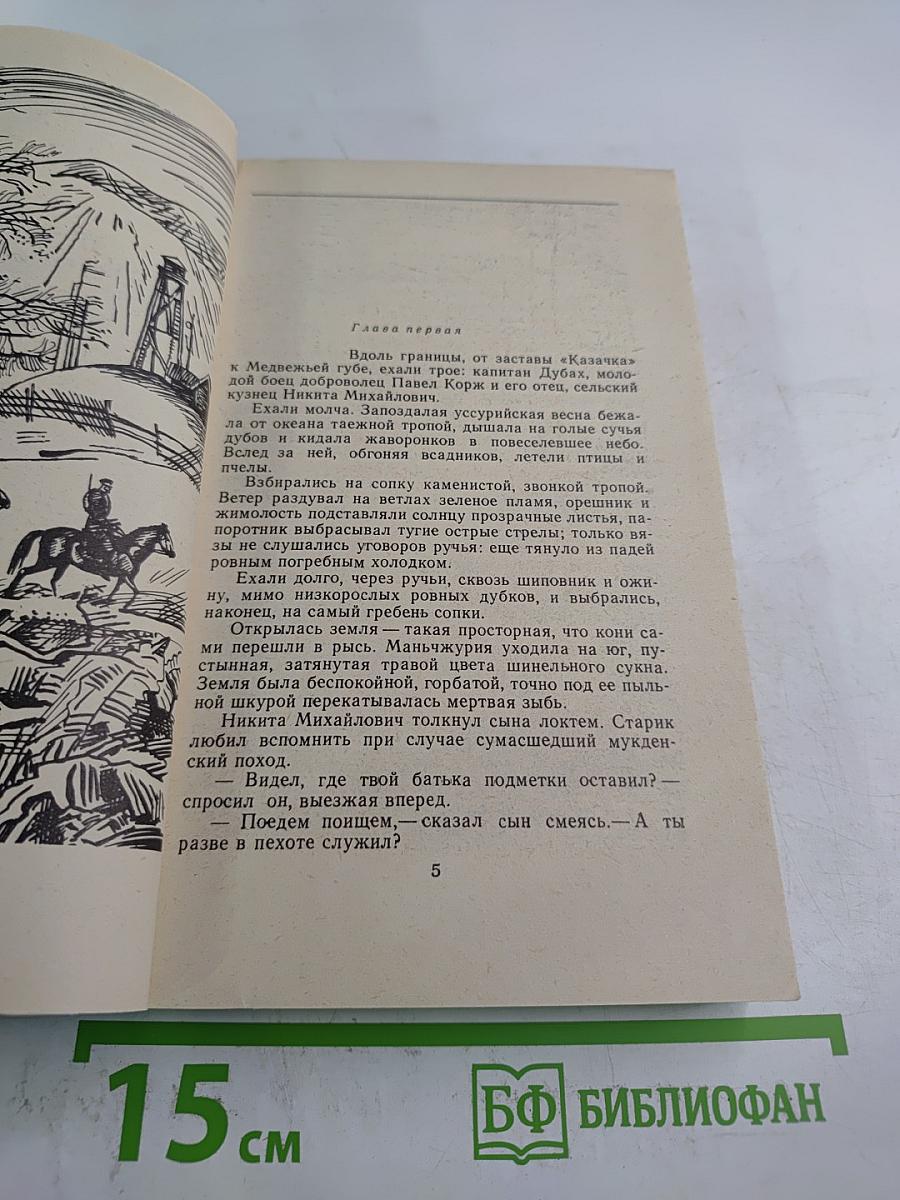 Глава первая
Вдоль границы, от заставы «Казачка»
к Медвежьей губе, ехали трое: капитан Дубах, моло-
дой боец доброволец Павел Корж и его отец, сельский
кузнец Никита Михайлович.
Ехали молча. Запоздалая уссурийская весна бежа-
ла от океана таежной тропой, дышала на голые сучья
дубов и кидала жаворонков в повеселевшее небо.
Вслед за ней, обгоняя всадников, летели птицы и
пчелы.
Взбирались на сопку каменистой, звонкой тропой.
Ветер раздувал на ветлах зеленое пламя, орешник и
жимолость подставляли солнцу прозрачные листья, па-
поротник выбрасывал тугие острые стрелы; только вя-
зы не слушались уговоров ручья: еще тянуло из падей
ровным погребным холодком.
Ехали долго, через ручьи, сквозь шиповник и ожи-
ну, мимо низкорослых ровных дубков, и выбрались,
наконец, на самый гребень сопки.
Открылась земля — такая просторная, что кони са-
ми перешли в рысь. Маньчжурия уходила на юг, пу-
стынная, затянутая травой цвета шинельного сукна.
Земля была беспокойной, горбатой, точно под ее пыль-
ной шкурой перекатывалась мертвая зыбь.
Никита Михайлович толкнул сына локтем. Старик
любил вспомнить при случае сумасшедший мукден-
ский поход.
— Видел, где твой батька подметки оставил? —
спросил он, выезжая вперед.
— Поедем поищем,— сказал сын смеясь.— А ты
разве в пехоте служил?
5
15 см
БФ БИБЛИОФАН